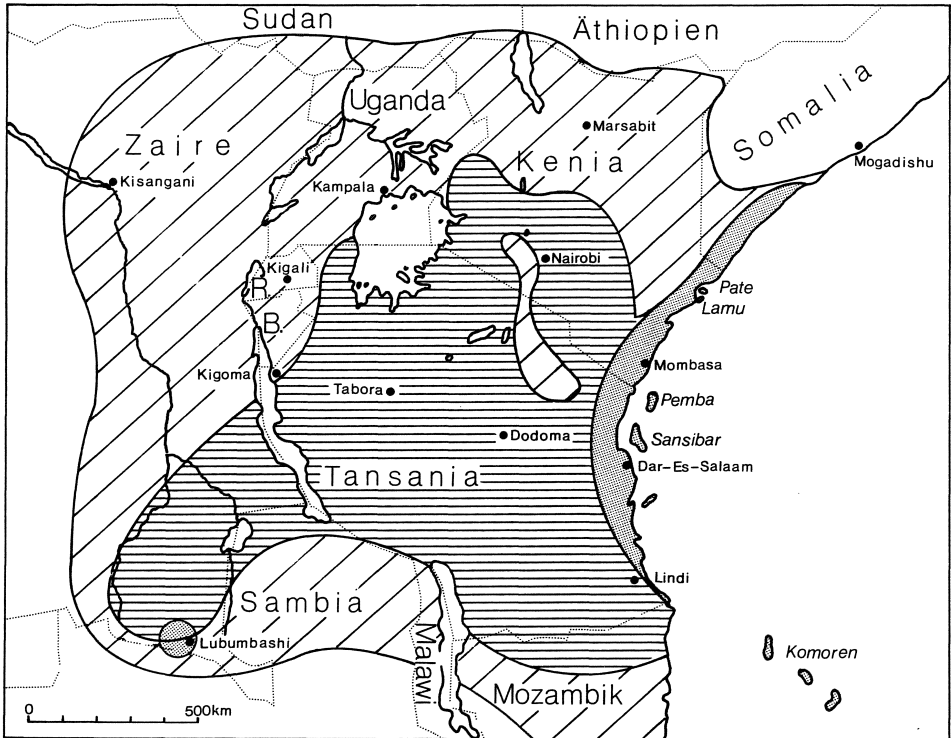 Sudan
Äthiopien
Uganda
Somalia
Marsabit
Zaire
Kenia
Mogadishu
Kisangani
Kampala
Nairobi
Kigali
R.
Pate
Lamu
B.
Mombasa
Kigoma
Tabora
Pemba
Dodoma
Sansibar
Dar-Es-Salaam
Tansania
Lindi
Sambia
Lubumbashi
Malawi
Komoren
Mozambik
0 500km